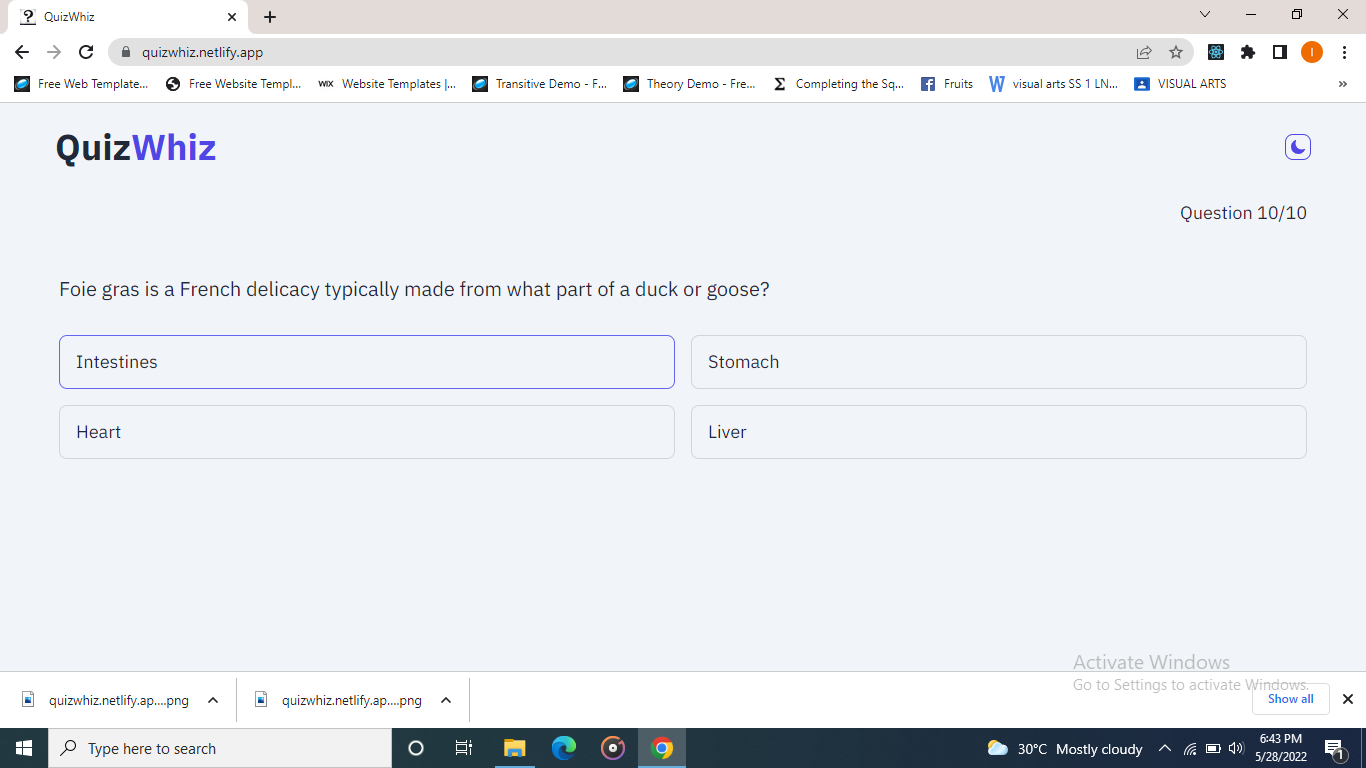 QuizWhiz
quizwhiz.netlify.app
Free Web Template... Free Website Templ... WIX Website Templates |... Transitive Demo - F... Theory Demo - Fre... Σ Completing the Sq... Fruits visual arts SS 1 LN... VISUAL ARTS »
QuizWhiz
Question 10/10
Foie gras is a French delicacy typically made from what part of a duck or goose?
Intestines Stomach
Heart Liver
Activate Windows
Go to Settings to activate Windows.
quizwhiz.netlify.ap....png quizwhiz.netlify.ap....png Show all
Type here to search 30°C Mostly cloudy 6:43 PM
5/28/2022 1